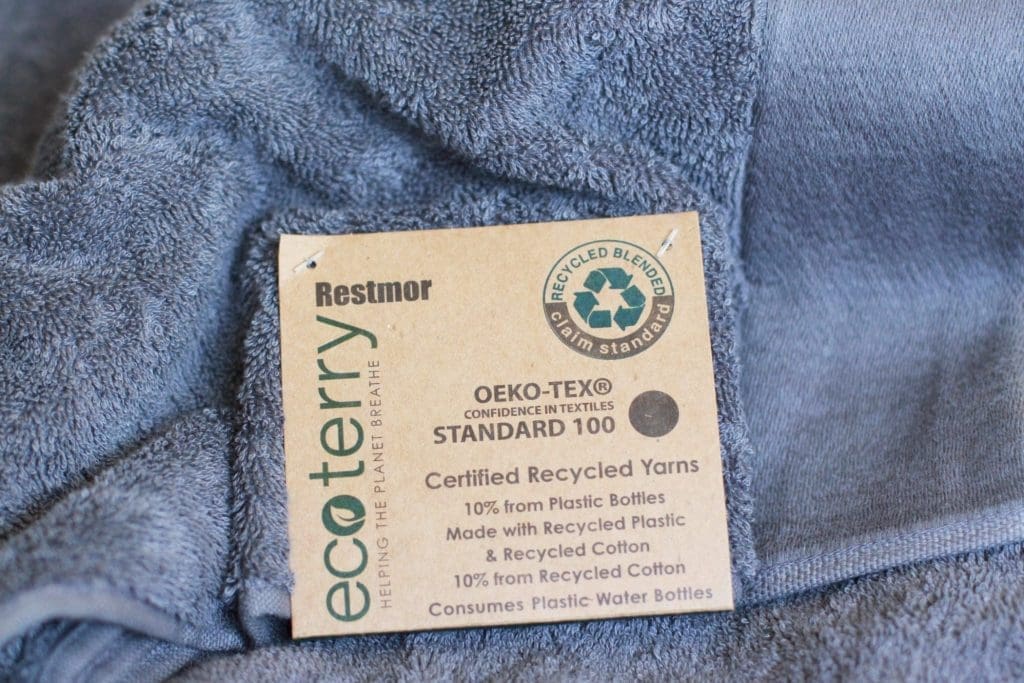 Restmor
ecoterry
HELPING THE PLANET BREATHE
RECYCLED BLENDED
claim standard
OEKO-TEX®
CONFIDENCE IN TEXTILES
STANDARD 100
Certified Recycled Yarns
10% from Plastic Bottles
Made with Recycled Plastic
& Recycled Cotton
10% from Recycled Cotton
Consumes Plastic Water Bottles